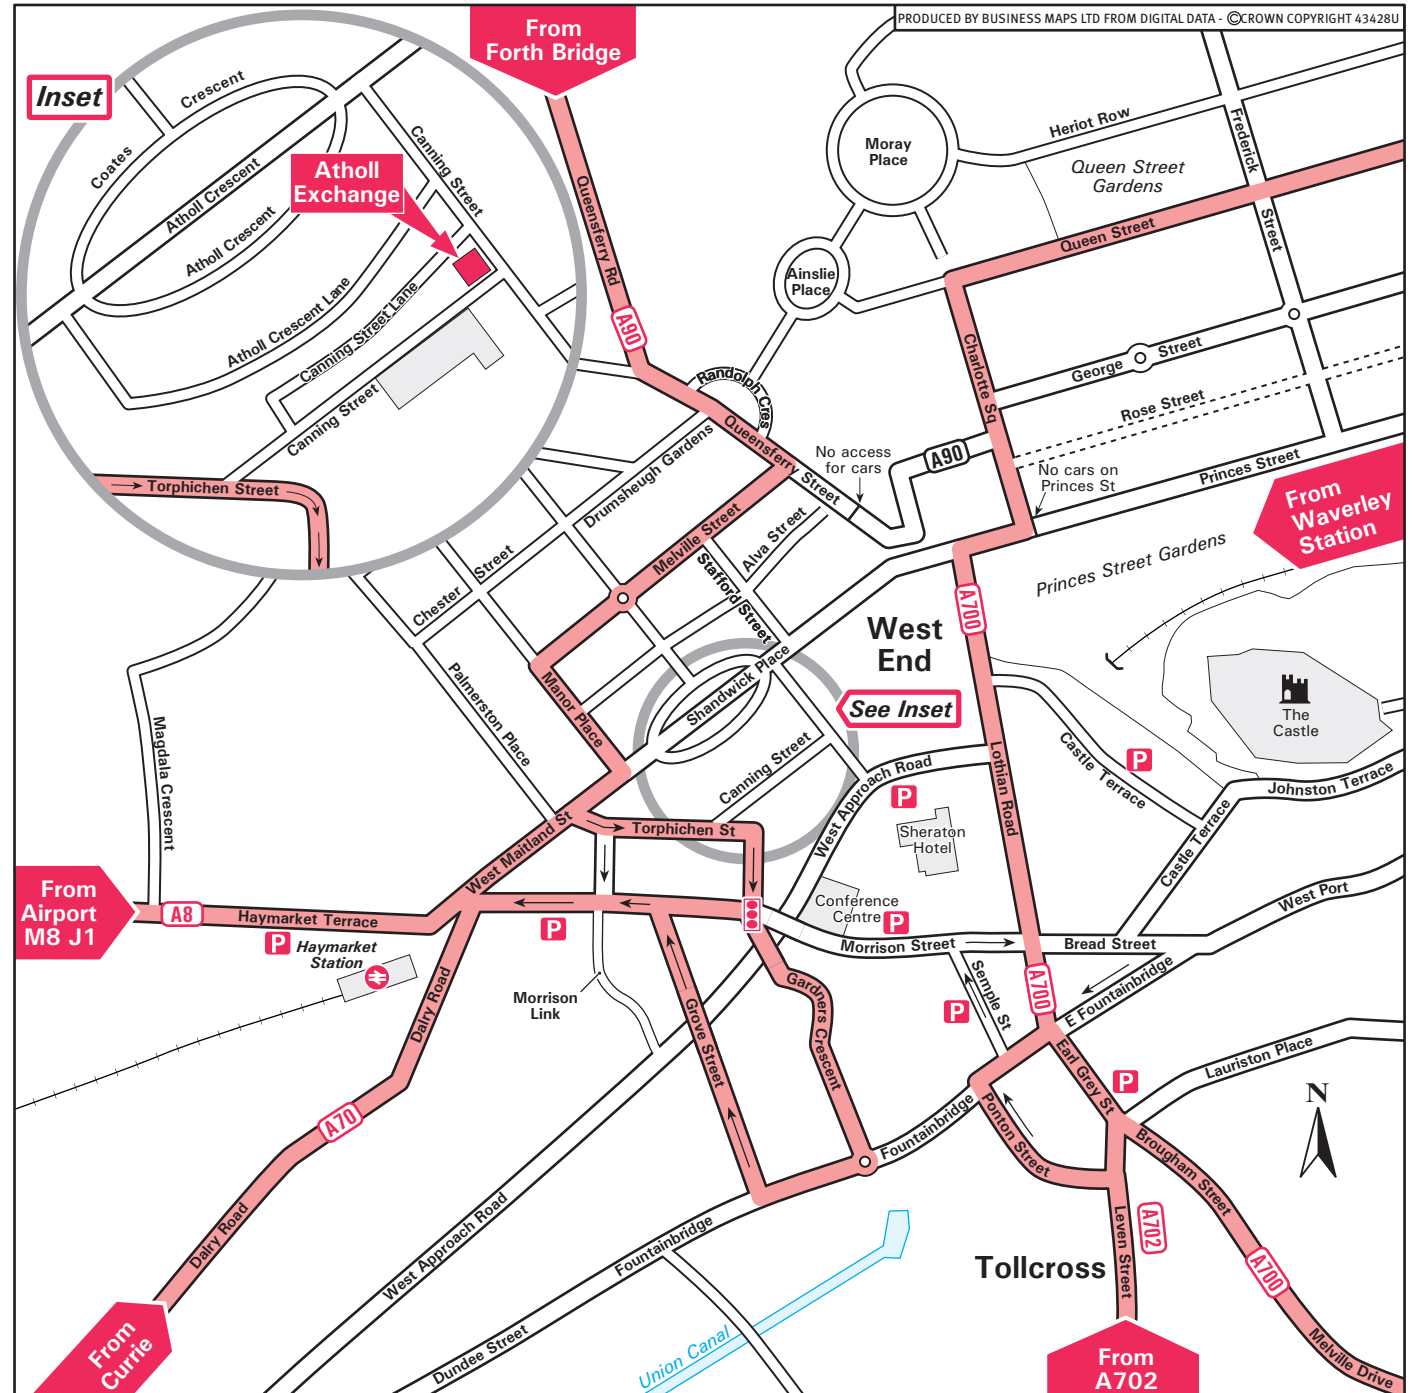 PRODUCED BY BUSINESS MAPS LTD FROM DIGITAL DATA - ©CROWN COPYRIGHT 43428U
From
Forth Bridge
Inset
Crescent
Coates
Canning Street
Atholl
Exchange
Atholl Crescent
Atholl Crescent
Atholl Crescent Lane
Canning Street Lane
Canning Street
Torphichen Street
Queensferry Rd
A90
Moray
Place
Heriot Row
Frederick
Street
Queen Street
Gardens
Queen Street
Ainslie
Place
Charlotte Sq
George Street
Rose Street
Princes Street
Randolph Cres
Queensferry Street
No access
for cars
A90
No cars on
Princes St
From
Waverley
Station
Drumsheugh Gardens
Melville Street
Alva Street
Stafford Street
Chester Street
Princes Street Gardens
A700
West
End
See Inset
Shandwick Place
Palmerston Place
Manor Place
Magdala Crescent
Canning Street
West Approach Road
Lothian Road
Castle Terrace
P
The
Castle
Johnston Terrace
Castle Terrace
P
Sheraton
Hotel
West Maitland St
Torphichen St
From
Airport
M8 J1
A8
Haymarket Terrace
P
Haymarket
Station
P
Conference
Centre
P
Morrison Street
Bread Street
West Port
Semple St
A700
E Fountainbridge
P
Morrison
Link
Dalry Road
Grove Street
Gardners Crescent
Earl Grey St
P
Lauriston Place
N
A70
Fountainbridge
Ponton Street
Brougham Street
Dalry Road
West Approach Road
Fountainbridge
Leven Street
A702
A700
Tollcross
Dundee Street
Union Canal
Melville Drive
From
Currie
From
A702